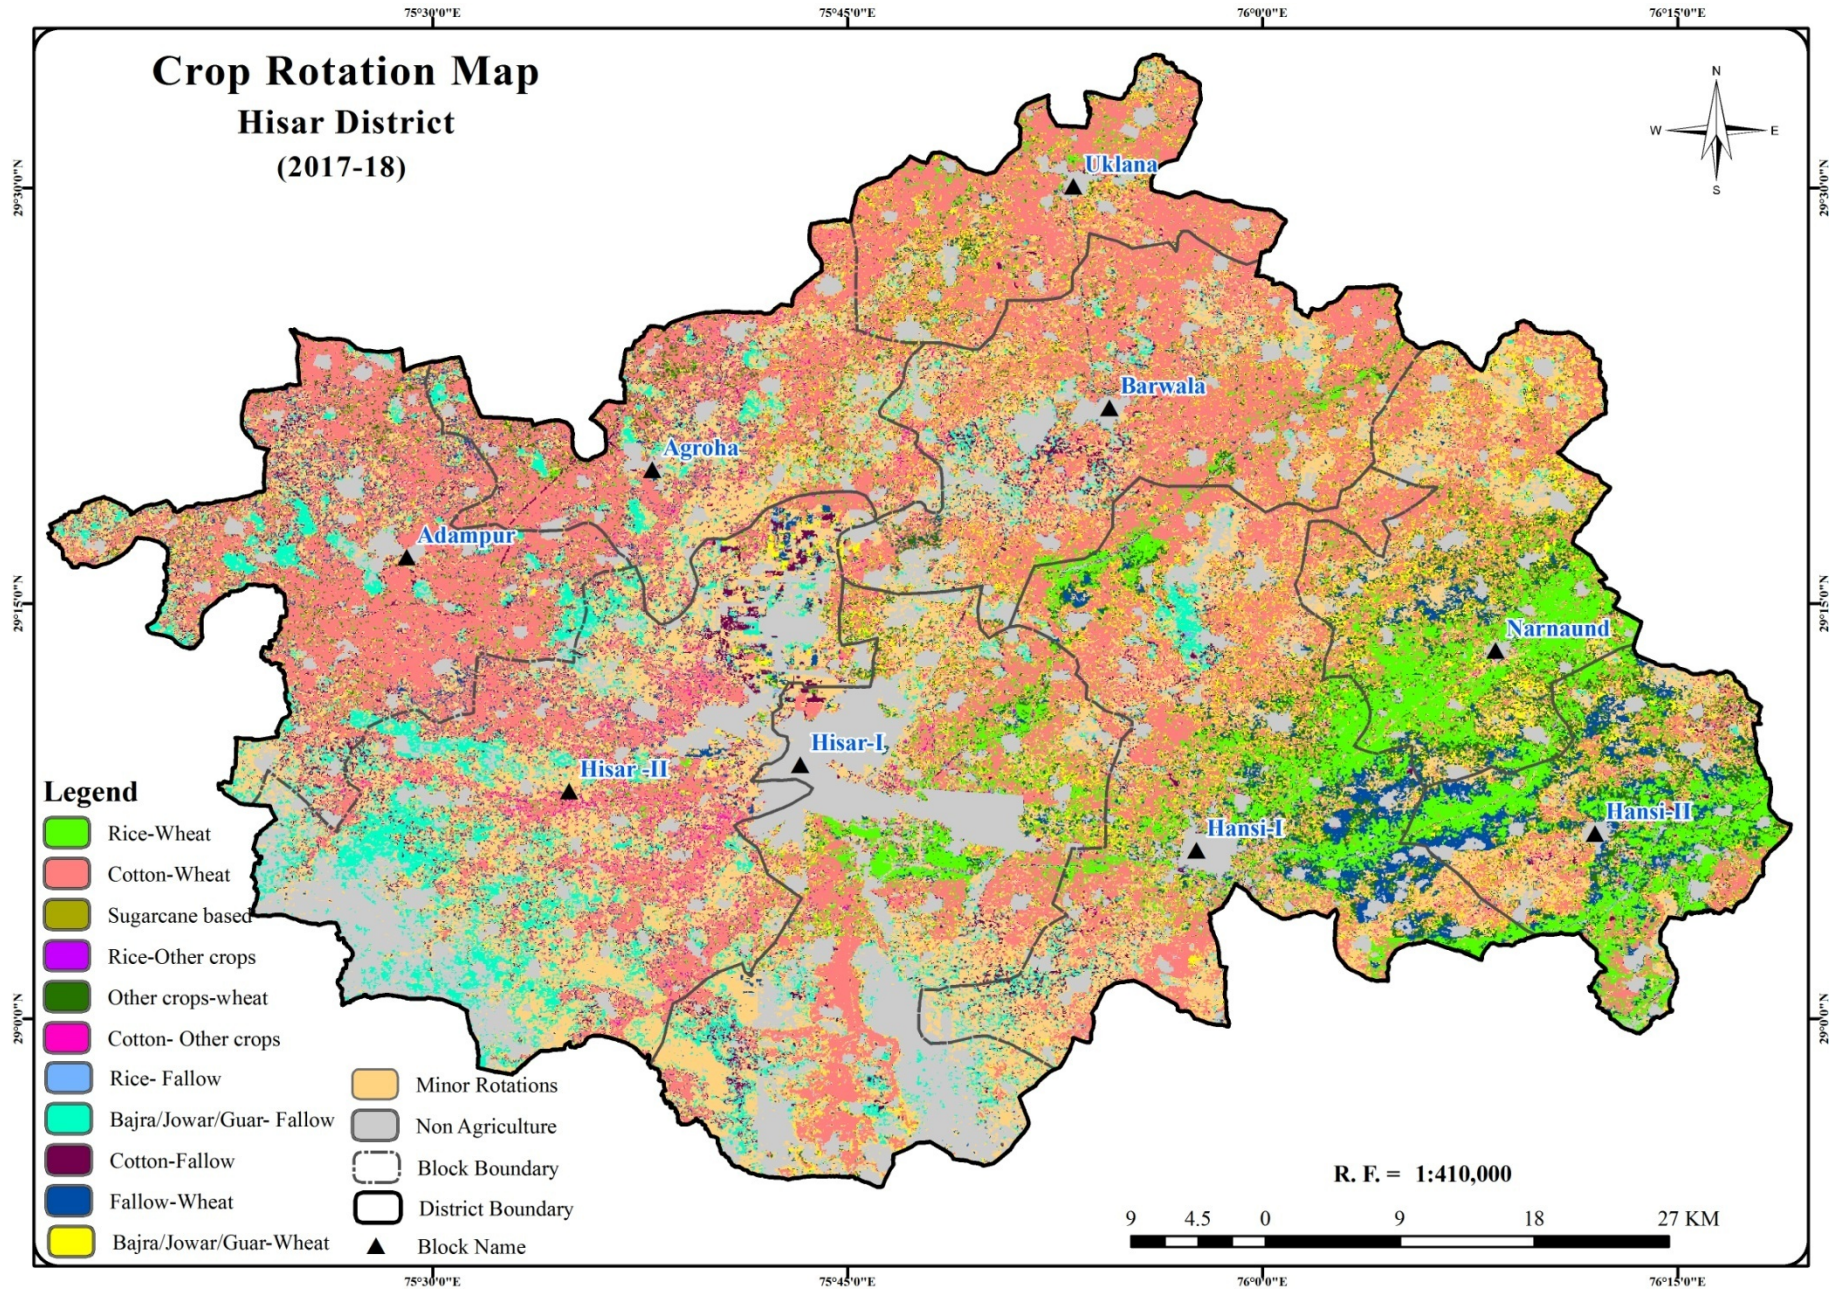 75°30'0"E
75°45'0"E
76°0'0"E
76°15'0"E
Crop Rotation Map
Hisar District
(2017-18)
N
W
E
S
29°30'0"N
29°30'0"N
Uklana
Barwala
Agroha
Adampur
29°15'0"N
29°15'0"N
Narnaund
Hisar-I
Hisar -II
Hansi-I
Hansi-II
29°0'0"N
29°0'0"N
Legend
Rice-Wheat
Cotton-Wheat
Sugarcane based
Rice-Other crops
Other crops-wheat
Cotton- Other crops
Rice- Fallow
Bajra/Jowar/Guar- Fallow
Cotton-Fallow
Fallow-Wheat
Bajra/Jowar/Guar-Wheat
Minor Rotations
Non Agriculture
Block Boundary
District Boundary
Block Name
R. F. = 1:410,000
9 4.5 0 9 18 27 KM
75°30'0"E
75°45'0"E
76°0'0"E
76°15'0"E